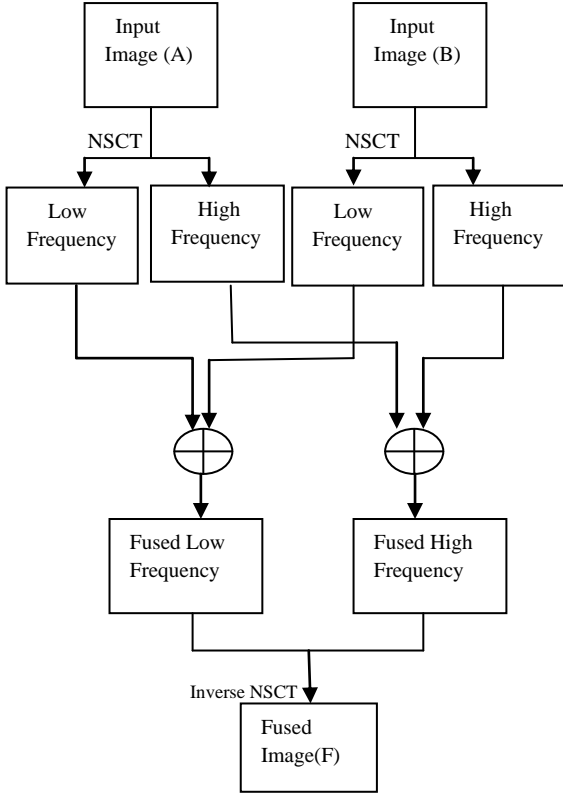 Input
Image (A)
Input
Image (B)
NSCT
NSCT
Low
Frequency
High
Frequency
Low
Frequency
High
Frequency
Fused Low
Frequency
Fused High
Frequency
Inverse NSCT
Fused
Image(F)